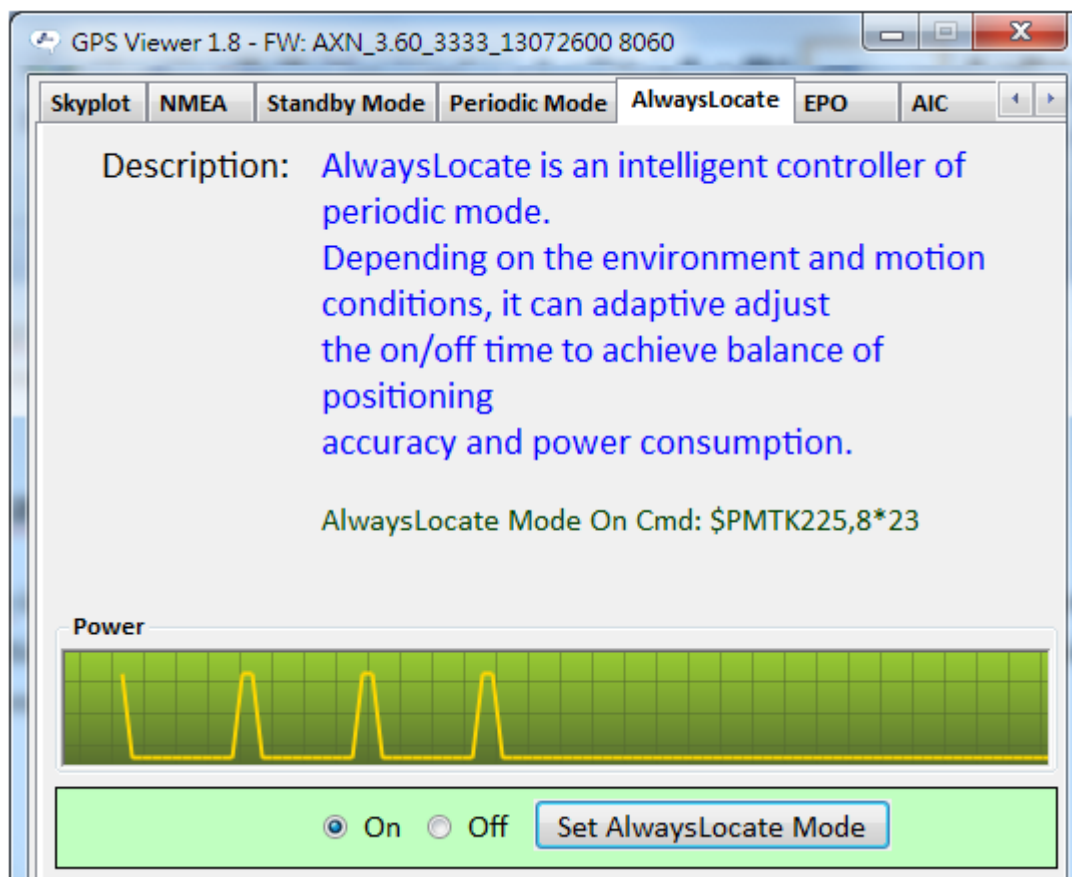 GPS Viewer 1.8 - FW: AXN_3.60_3333_13072600 8060
Skyplot NMEA Standby Mode Periodic Mode AlwaysLocate EPO AIC
Description: AlwaysLocate is an intelligent controller of
periodic mode.
Depending on the environment and motion
conditions, it can adaptive adjust
the on/off time to achieve balance of
positioning
accuracy and power consumption.
AlwaysLocate Mode On Cmd: $PMTK225,8*23
Power
On Off Set AlwaysLocate Mode